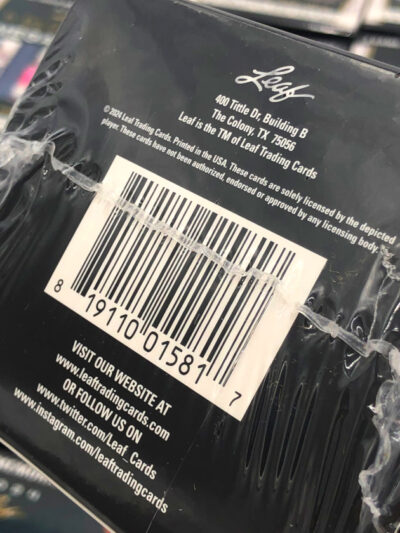 Leaf
400 Tittle Dr, Building B
The Colony, TX 75056
Leaf is the TM of Leaf Trading Cards
© 2024 Leaf Trading Cards. Printed in the USA. These cards are solely licensed by the depicted
player. These cards have not been authorized, endorsed or approved by any licensing body.
8 19110 01581 7
VISIT OUR WEBSITE AT
www.leaftradingcards.com
OR FOLLOW US ON
www.twitter.com/Leaf_Cards
www.instagram.com/leaftradingcards